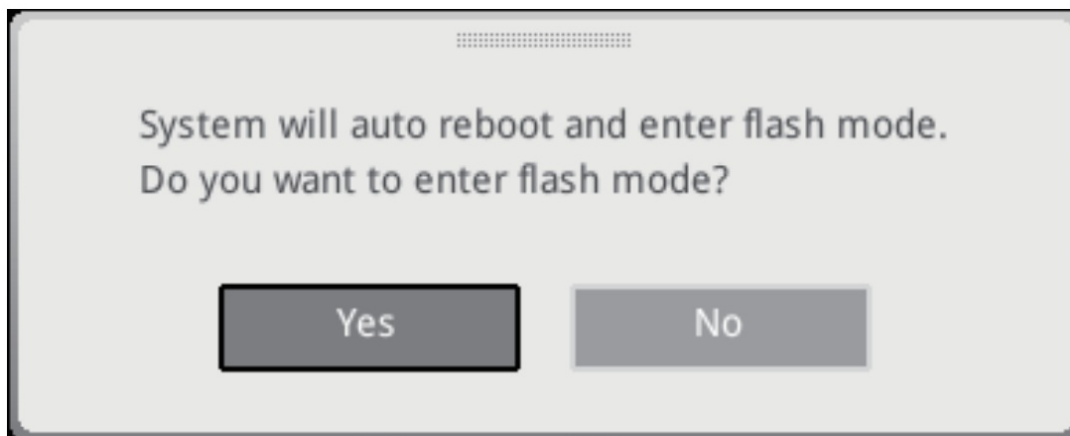 System will auto reboot and enter flash mode.
Do you want to enter flash mode?
Yes
No